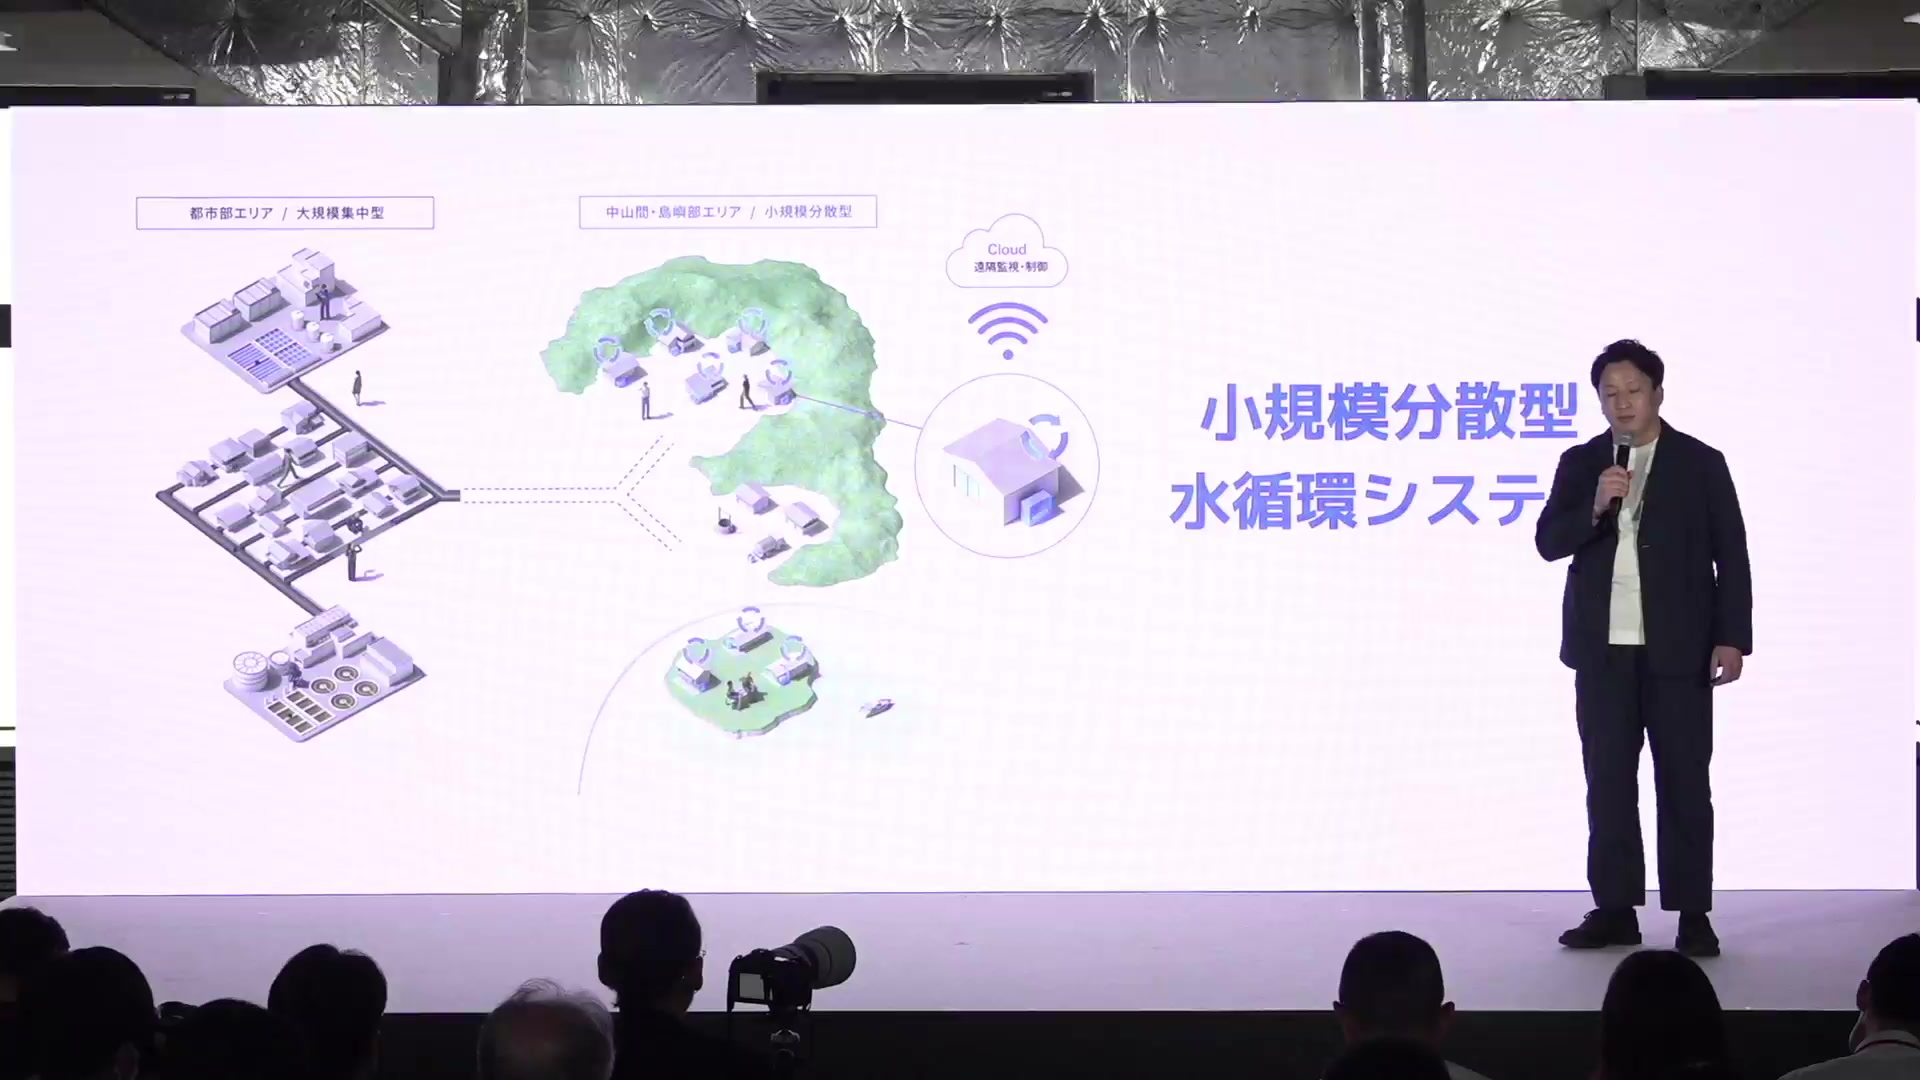 都市部エリア / 大規模集中型
中山間・島嶼部エリア / 小規模分散型
Cloud
遠隔監視・制御
小規模分散型
水循環システ